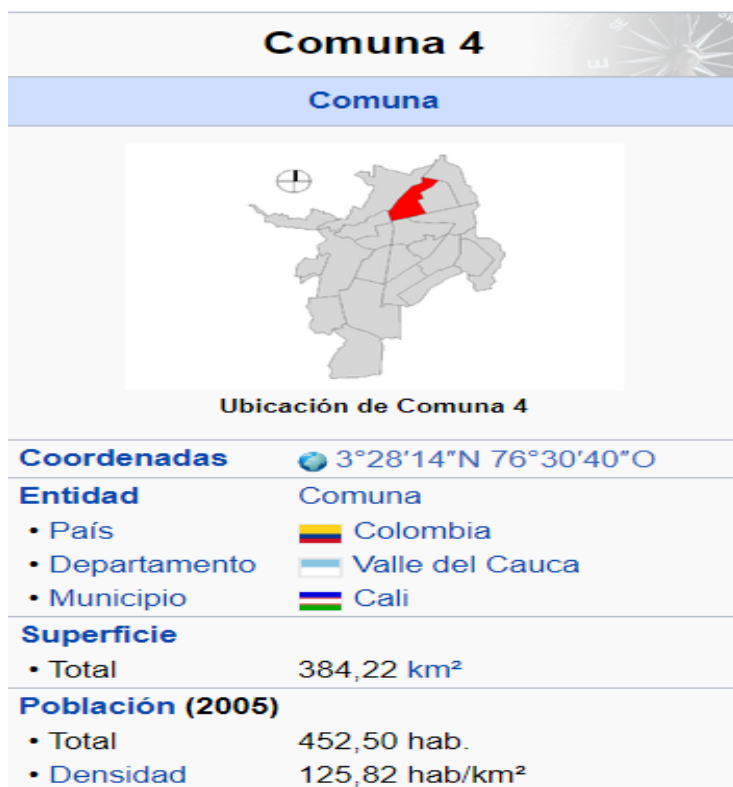 Comuna 4
Comuna
Ubicación de Comuna 4
Coordenadas 3°28′14″N 76°30′40″O
Entidad Comuna
• País Colombia
• Departamento Valle del Cauca
• Municipio Cali
Superficie
• Total 384,22 km²
Población (2005)
• Total 452,50 hab.
• Densidad 125,82 hab/km²